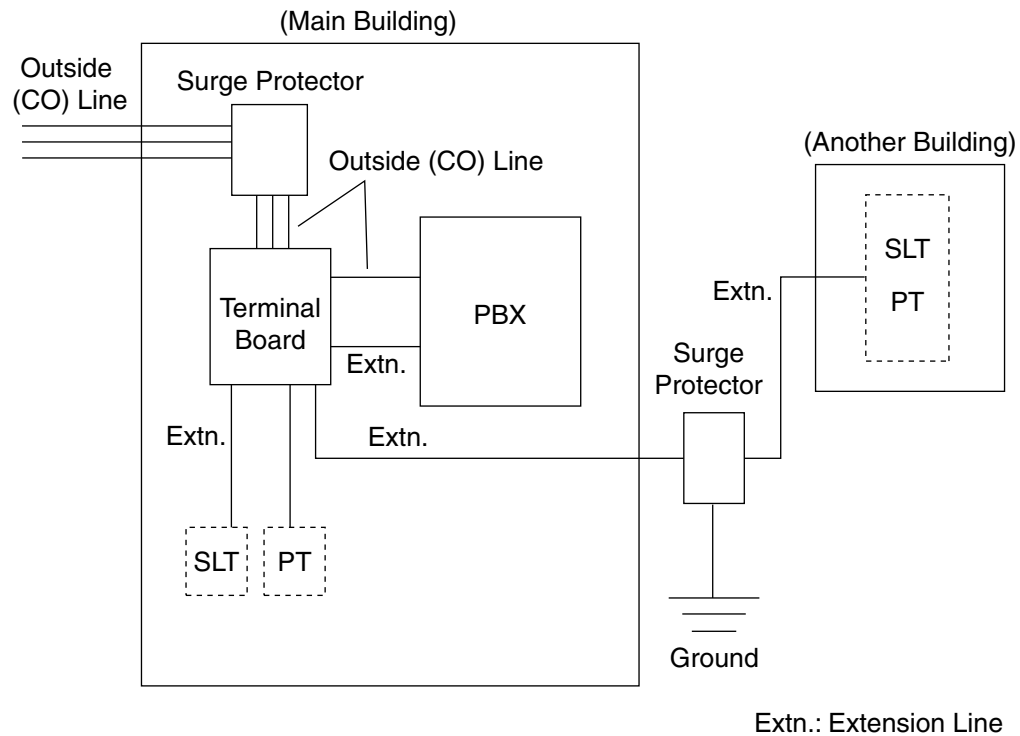 (Main Building)
Outside
(CO) Line
Surge Protector
Outside (CO) Line
(Another Building)
SLT
PT
Extn.
Terminal
Board
PBX
Extn.
Surge
Protector
Extn.
Extn.
SLT
PT
Ground
Extn.: Extension Line